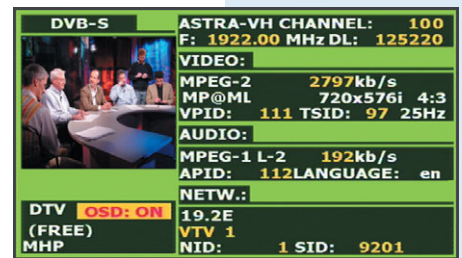 DVB-S
ASTRA-VH CHANNEL: 100
F: 1922.00 MHz DL: 125220
VIDEO:
MPEG-2 2797kb/s
MP@ML 720x576i 4:3
VPID: 111 TSID: 97 25Hz
AUDIO:
MPEG-1 L-2 192kb/s
APID: 112LANGUAGE: en
NETW.:
19.2E
VTV 1
NID: 1 SID: 9201
DTV OSD: ON
(FREE)
MHP